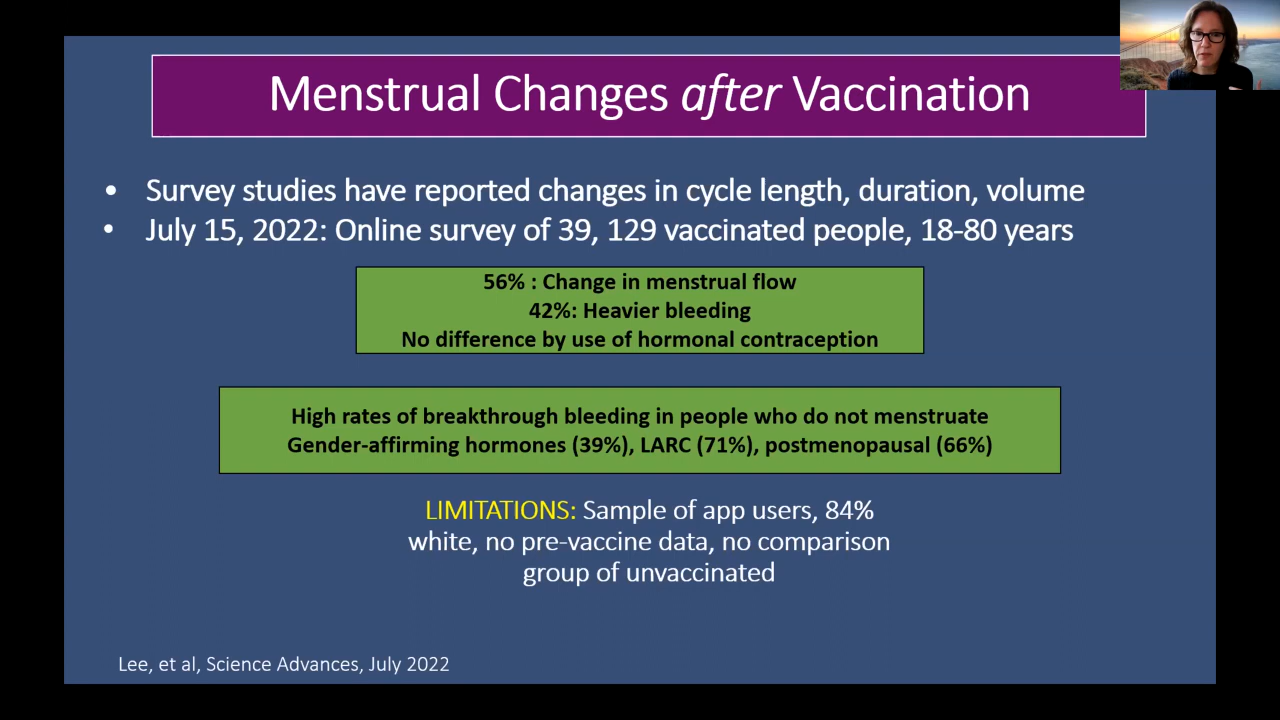 Menstrual Changes after Vaccination
• Survey studies have reported changes in cycle length, duration, volume
• July 15, 2022: Online survey of 39, 129 vaccinated people, 18-80 years
56% : Change in menstrual flow
42%: Heavier bleeding
No difference by use of hormonal contraception
High rates of breakthrough bleeding in people who do not menstruate
Gender-affirming hormones (39%), LARC (71%), postmenopausal (66%)
LIMITATIONS: Sample of app users, 84%
white, no pre-vaccine data, no comparison
group of unvaccinated
Lee, et al, Science Advances, July 2022